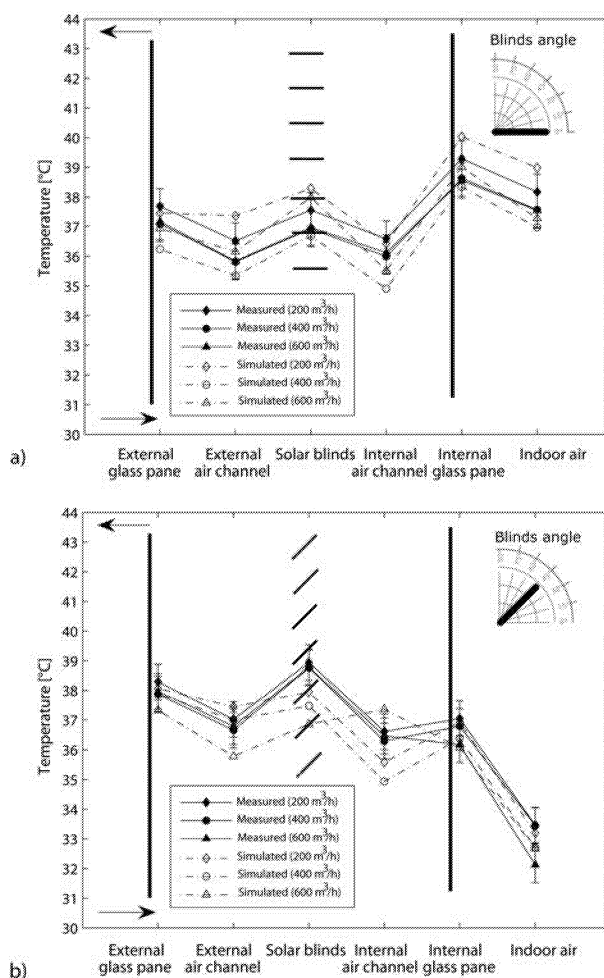 44
43
42
41
40
39
38
37
36
35
34
33
32
31
30
Temperature [°C]
Blinds angle
Measured (200 m³/h)
Measured (400 m³/h)
Measured (600 m³/h)
Simulated (200 m³/h)
Simulated (400 m³/h)
Simulated (600 m³/h)
External glass pane
External air channel
Solar blinds
Internal air channel
Internal glass pane
Indoor air
a)
44
43
42
41
40
39
38
37
36
35
34
33
32
31
30
Temperature [°C]
Blinds angle
Measured (200 m³/h)
Measured (400 m³/h)
Measured (600 m³/h)
Simulated (200 m³/h)
Simulated (400 m³/h)
Simulated (600 m³/h)
External glass pane
External air channel
Solar blinds
Internal air channel
Internal glass pane
Indoor air
b)